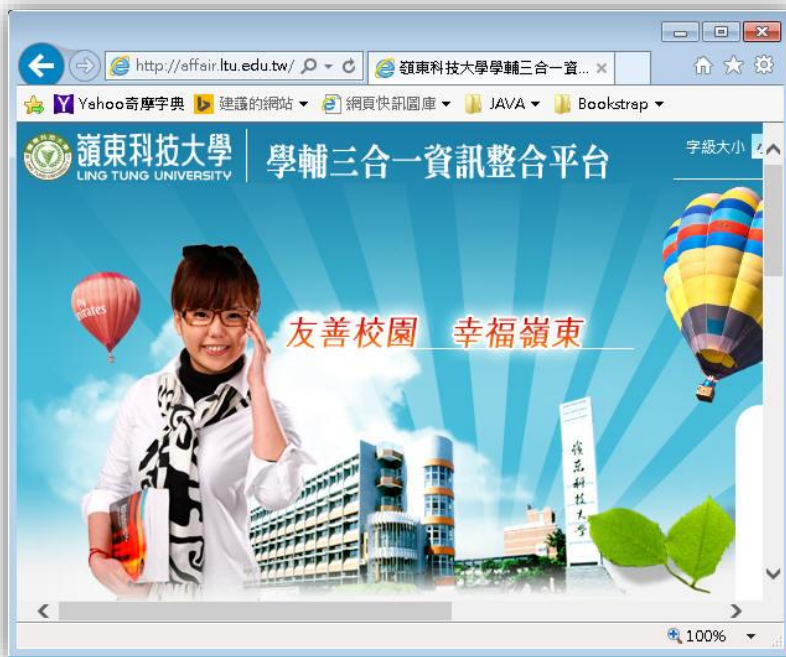 http://affair.ltu.edu.tw/
嶺東科技大學學輔三合一資...
Yahoo奇摩字典 建議的網站 網頁快訊圖庫 JAVA Bookstrap
嶺東科技大學
LING TUNG UNIVERSITY
學輔三合一資訊整合平台
字級大小 小
友善校園 幸福嶺東
嶺東科技大學
100%